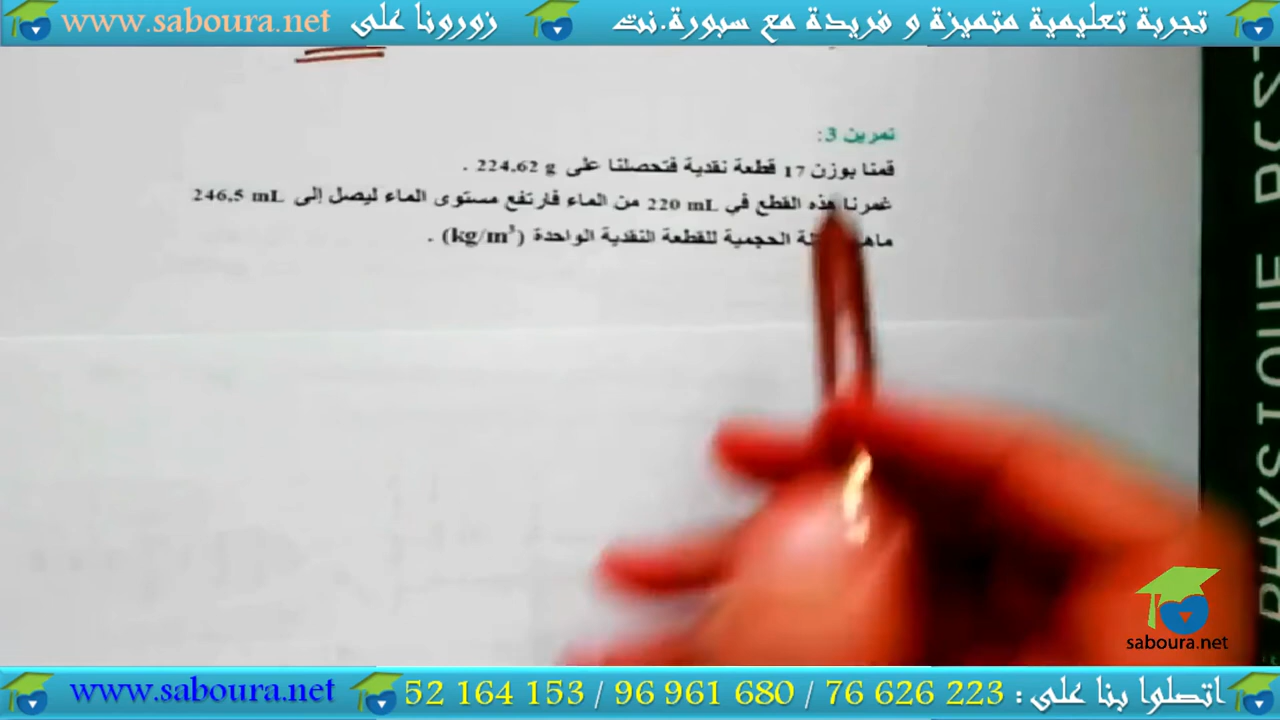 تجربة تعليمية متميزة و فريدة مع سبورة.نت زورونا على www.saboura.net
تمرين 3:
قمنا بوزن 17 قطعة نقدية فتحصلنا على 224.62 g .
غمرنا هذه القطع في 220 mL من الماء فارتفع مستوى الماء ليصل إلى 246,5 mL
الحجمية للقطعة النقدية الواحدة (kg/m³) .
PHYSIQUE
saboura.net
اتصلوا بنا على : 52 164 153 / 96 961 680 / 76 626 223 www.saboura.net